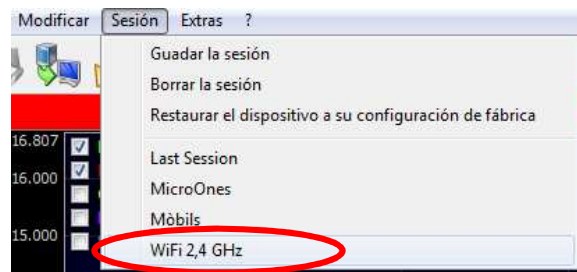 Modificar Sesión Extras ?
Guadar la sesión
Borrar la sesión
Restaurar el dispositivo a su configuración de fábrica
16.807
Last Session
16.000
MicroOnes
Mòbils
15.000
WiFi 2,4 GHz